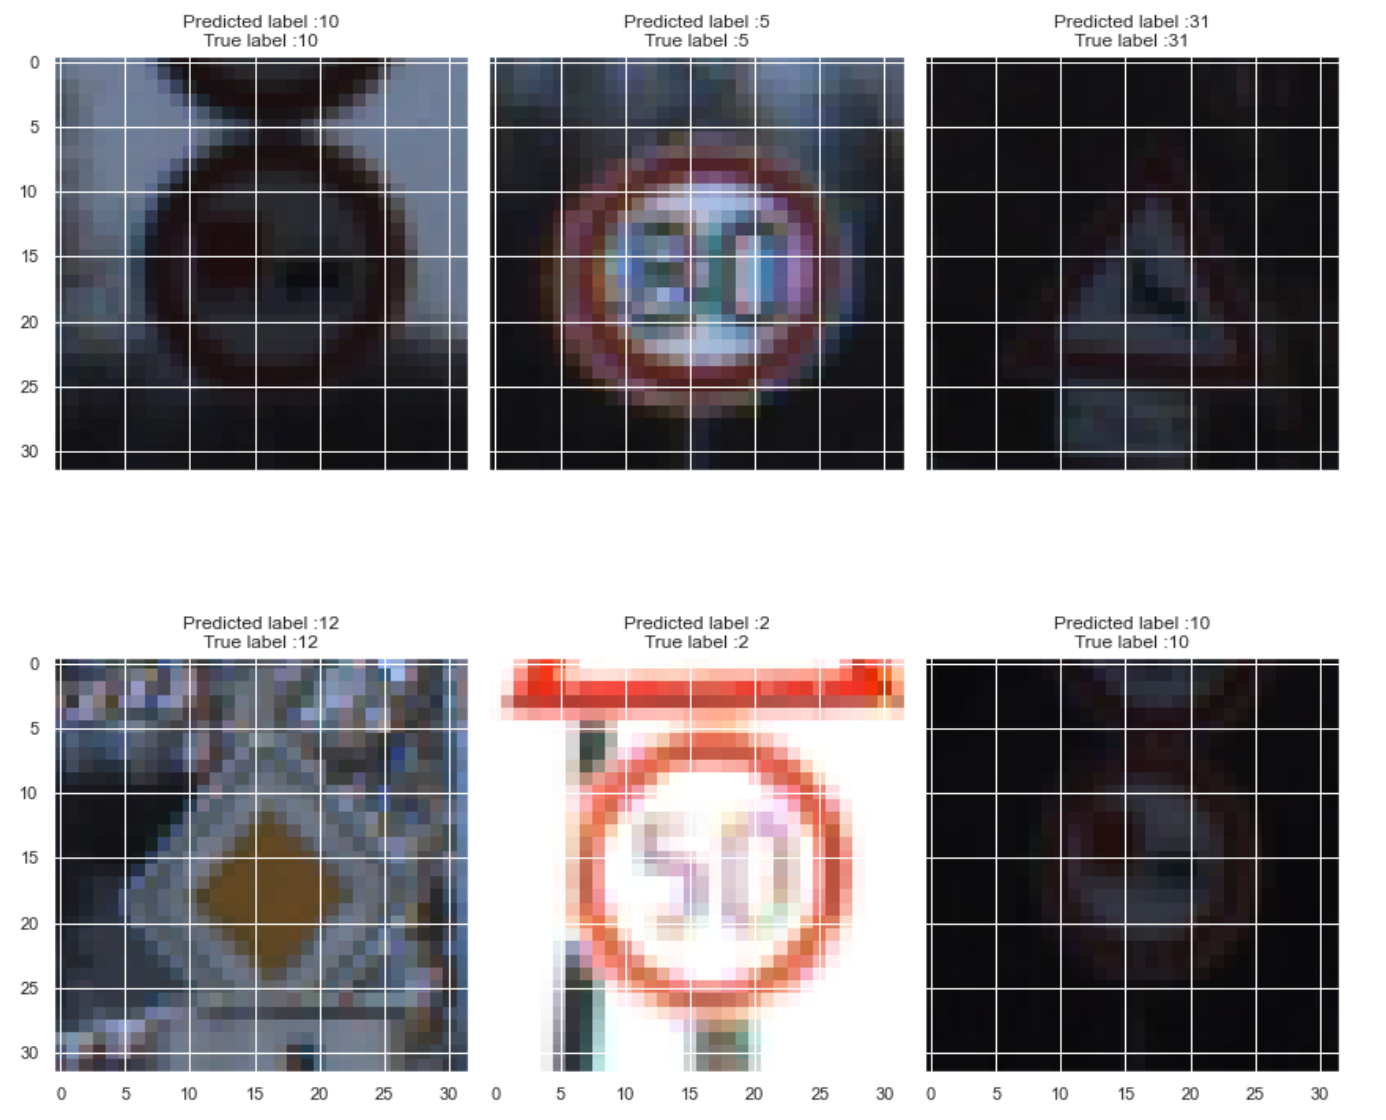 Predicted label :10
True label :10
Predicted label :5
True label :5
Predicted label :31
True label :31
0
5
10
15
20
25
30
80
Predicted label :12
True label :12
Predicted label :2
True label :2
Predicted label :10
True label :10
0
5
10
15
20
25
30
50
0 5 10 15 20 25 30
0 5 10 15 20 25 30
0 5 10 15 20 25 30